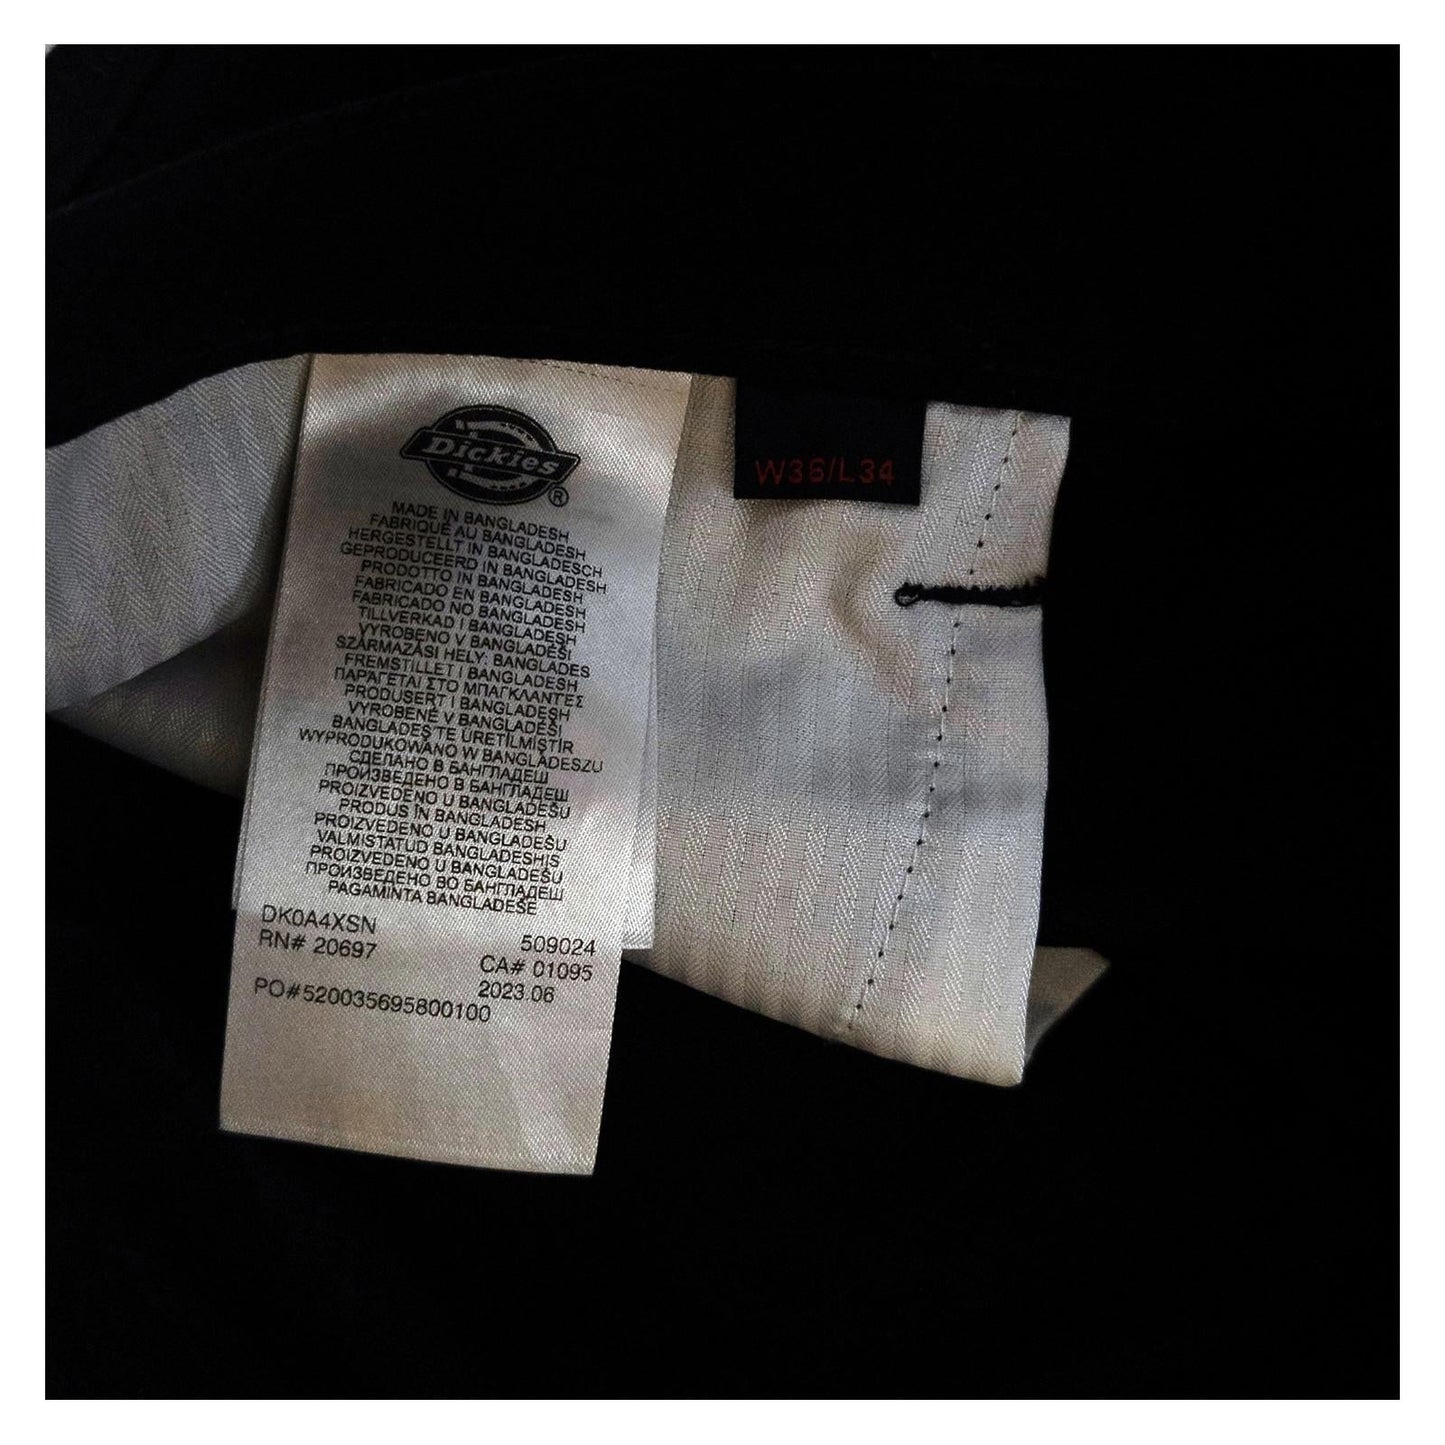 Dickies
®
W36/L34
MADE IN BANGLADESH
FABRIQUÉ AU BANGLADESH
HERGESTELLT IN BANGLADESCH
GEPRODUCEERD IN BANGLADESH
PRODOTTO IN BANGLADESH
FABRICADO EN BANGLADESH
FABRICADO NO BANGLADESH
TILLVERKAD I BANGLADESH
VYROBENO V BANGLADÉŠI
SZÁRMAZÁSI HELY: BANGLADES
FREMSTILLET I BANGLADESH
ΠΑΡΑΓΕΤΑΙ ΣΤΟ ΜΠΑΓΚΛΑΝΤΕΣ
PRODUSERT I BANGLADESH
VYROBENÉ V BANGLADÉŠI
BANGLADEŞ'TE ÜRETİLMİŞTİR
WYPRODUKOWANO W BANGLADESZU
СДЕЛАНО В БАНГЛАДЕШ
ПРОИЗВЕДЕНО В БАНГЛАДЕШ
PROIZVEDENO U BANGLADEŠU
PRODUS ÎN BANGLADESH
PROIZVEDENO U BANGLADEŠU
VALMISTATUD BANGLADESHIS
PROIZVEDENO U BANGLADEŠU
ПРОИЗВЕДЕНО ВО БАНГЛАДЕШ
PAGAMINTA BANGLADEŠE
DK0A4XSN 509024
RN# 20697 CA# 01095
2023.06
PO#520035695800100